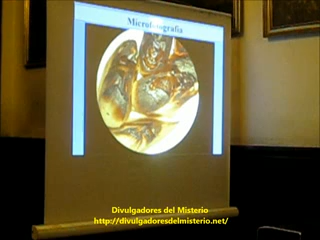 Microfotografía
Divulgadores del Misterio
http://divulgadoresdelmisterio.net/